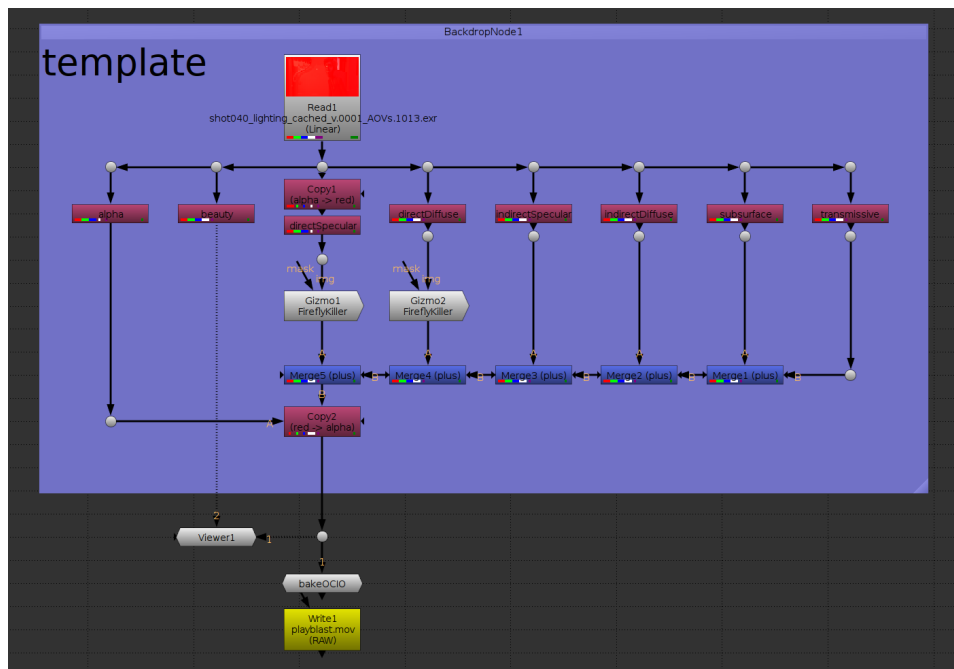 BackdropNode1
template
Read1
shot040_lighting_cached_v.0001_AOVs.1013.exr
(Linear)
Copy1
(alpha -> red)
alpha
beauty
directSpecular
directDiffuse
indirectSpecular
indirectDiffuse
subsurface
transmissive
mask
img
mask
img
Gizmo1
FireflyKiller
Gizmo2
FireflyKiller
A
A
A
A
A
Merge5 (plus)
B
Merge4 (plus)
B
Merge3 (plus)
B
Merge2 (plus)
B
Merge1 (plus)
B
B
Copy2
(red -> alpha)
A
2
Viewer1
1
1
bakeOCIO
Write1
playblast.mov
(RAW)